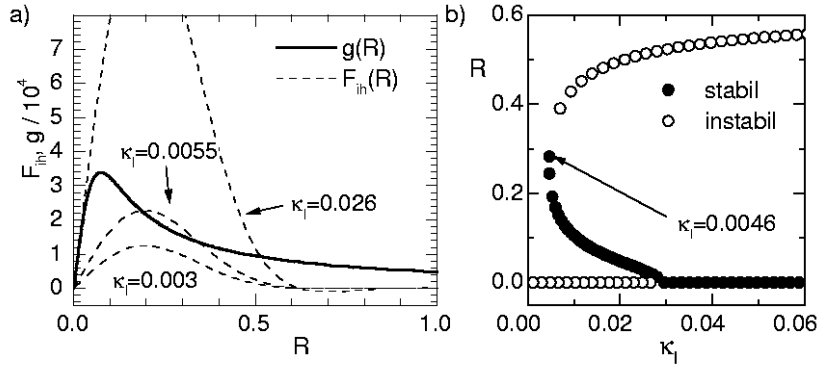 a)
8
7
6
5
4
3
2
1
0
F_ih, g / 10^4
g(R)
F_ih(R)
κ_l=0.0055
κ_l=0.026
κ_l=0.003
0.0
0.5
1.0
R
b)
R
0.6
0.4
0.2
0.0
stabil
instabil
κ_l=0.0046
0.00
0.02
0.04
0.06
κ_l